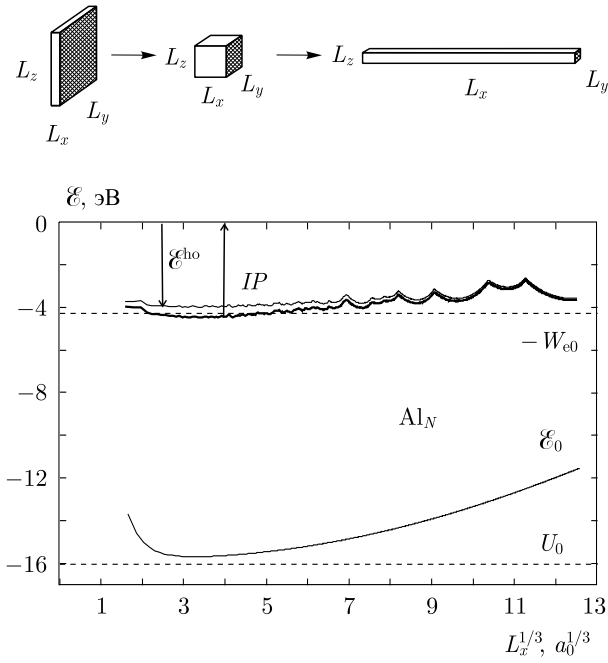 L_z L_y L_x
L_z L_x L_y
L_z L_x L_y
ℰ, эВ
0
ℰ^ho
IP
−4
−W_e0
−8
Al_N
ℰ_0
−12
U_0
−16
1 3 5 7 9 11 13
L_x^1/3, a_0^1/3